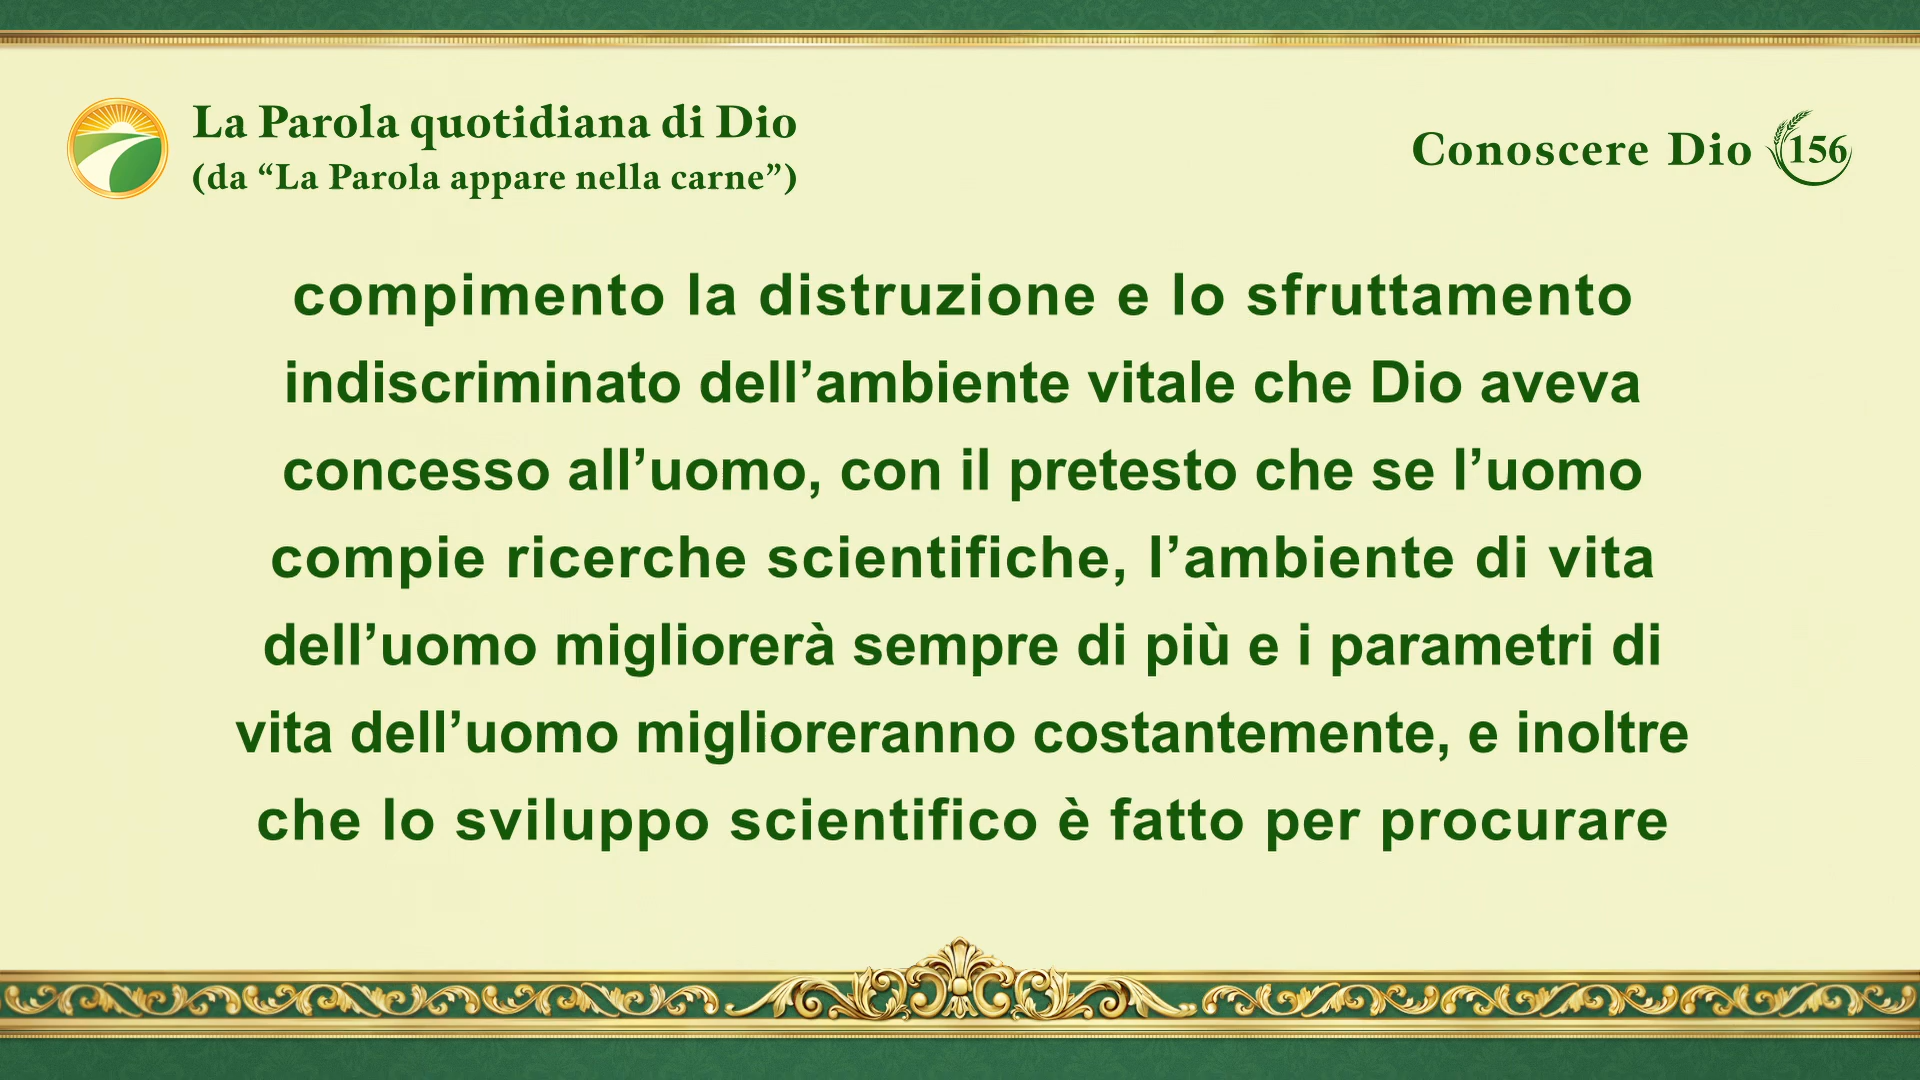 La Parola quotidiana di Dio
(da “La Parola appare nella carne”)
Conoscere Dio 156
compimento la distruzione e lo sfruttamento
indiscriminato dell’ambiente vitale che Dio aveva
concesso all’uomo, con il pretesto che se l’uomo
compie ricerche scientifiche, l’ambiente di vita
dell’uomo migliorerà sempre di più e i parametri di
vita dell’uomo miglioreranno costantemente, e inoltre
che lo sviluppo scientifico è fatto per procurare